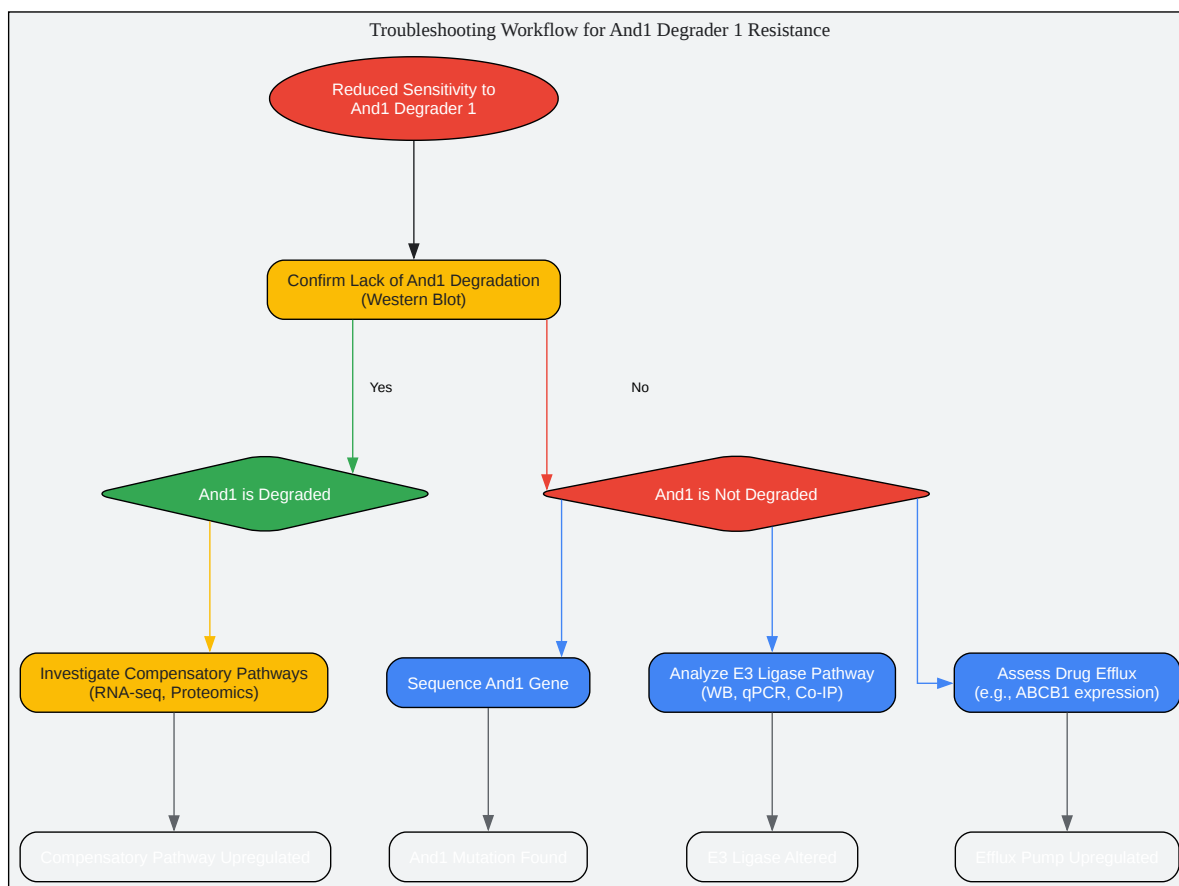 Troubleshooting Workflow for And1 Degrader 1 Resistance
Reduced Sensitivity to
And1 Degrader 1
Confirm Lack of And1 Degradation
(Western Blot)
Yes
No
And1 is Degraded
And1 is Not Degraded
Investigate Compensatory Pathways
(RNA-seq, Proteomics)
Sequence And1 Gene
Analyze E3 Ligase Pathway
(WB, qPCR, Co-IP)
Assess Drug Efflux
(e.g., ABCB1 expression)
Compensatory Pathway Upregulated
And1 Mutation Found
E3 Ligase Altered
Efflux Pump Upregulated